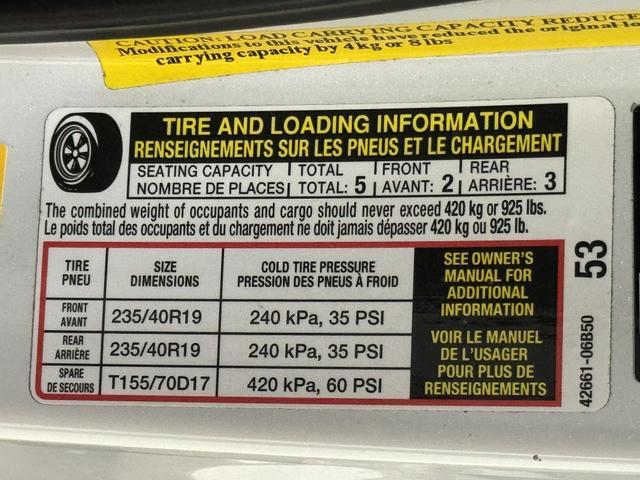 CAUTION: LOAD CARRYING CAPACITY REDUCE
Modifications to this vehicle have reduced the original lo
carrying capacity by 4 kg or 8 lbs
TIRE AND LOADING INFORMATION
RENSEIGNEMENTS SUR LES PNEUS ET LE CHARGEMENT
SEATING CAPACITY TOTAL FRONT REAR
NOMBRE DE PLACES TOTAL: 5 AVANT: 2 ARRIÈRE: 3
The combined weight of occupants and cargo should never exceed 420 kg or 925 lbs.
Le poids total des occupants et du chargement ne doit jamais dépasser 420 kg ou 925 lb.
TIRE SIZE COLD TIRE PRESSURE
PNEU DIMENSIONS PRESSION DES PNEUS À FROID
FRONT
AVANT 235/40R19 240 kPa, 35 PSI
REAR
ARRIÈRE 235/40R19 240 kPa, 35 PSI
SPARE
DE SECOURS T155/70D17 420 kPa, 60 PSI
SEE OWNER'S
MANUAL FOR
ADDITIONAL
INFORMATION
VOIR LE MANUEL
DE L'USAGER
POUR PLUS DE
RENSEIGNEMENTS
53
42661-06B50